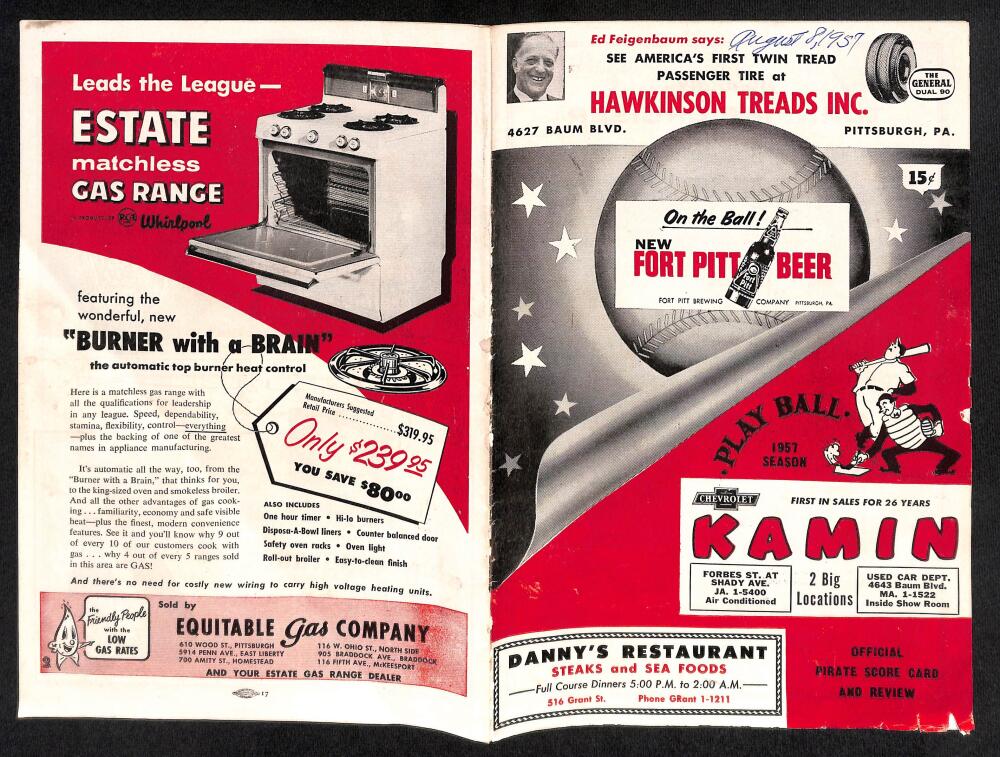 Leads the League—
ESTATE
matchless
GAS RANGE
A PRODUCT OF RCA Whirlpool
featuring the
wonderful, new
"BURNER with a BRAIN"
the automatic top burner heat control
Here is a matchless gas range with
all the qualifications for leadership
in any league. Speed, dependability,
stamina, flexibility, control—everything
—plus the backing of one of the greatest
names in appliance manufacturing.
It's automatic all the way, too, from the
"Burner with a Brain," that thinks for you,
to the king-sized oven and smokeless broiler.
And all the other advantages of gas cook-
ing . . . familiarity, economy and safe visible
heat—plus the finest, modern convenience
features. See it and you'll know why 9 out
of every 10 of our customers cook with
gas . . . why 4 out of every 5 ranges sold
in this area are GAS!
Manufacturers Suggested
Retail Price ............ $319.95
Only $239.95
YOU SAVE $80.00
ALSO INCLUDES
One hour timer • Hi-lo burners
Disposa-A-Bowl liners • Counter balanced door
Safety oven racks • Oven light
Roll-out broiler • Easy-to-clean finish
And there's no need for costly new wiring to carry high voltage heating units.
the
Friendly People
with the
LOW
GAS RATES
Sold by
EQUITABLE Gas COMPANY
610 WOOD ST., PITTSBURGH 116 W. OHIO ST., NORTH SIDE
5914 PENN AVE., EAST LIBERTY 905 BRADDOCK AVE., BRADDOCK
700 AMITY ST., HOMESTEAD 116 FIFTH AVE., McKEESPORT
AND YOUR ESTATE GAS RANGE DEALER
17
Ed Feigenbaum says: August 8, 1957
SEE AMERICA'S FIRST TWIN TREAD
PASSENGER TIRE at
HAWKINSON TREADS INC.
4627 BAUM BLVD. PITTSBURGH, PA.
THE
GENERAL
DUAL 90
15¢
On the Ball!
NEW
FORT PITT BEER
Fort
Pitt
FORT PITT BREWING COMPANY PITTSBURGH, PA.
PLAY BALL.
1957
SEASON
CHEVROLET FIRST IN SALES FOR 26 YEARS
KAMIN
FORBES ST. AT
SHADY AVE.
JA. 1-5400
Air Conditioned
2 Big
Locations
USED CAR DEPT.
4643 Baum Blvd.
MA. 1-1522
Inside Show Room
DANNY'S RESTAURANT
STEAKS and SEA FOODS
Full Course Dinners 5:00 P.M. to 2:00 A.M.
516 Grant St. Phone GRant 1-1211
OFFICIAL
PIRATE SCORE CARD
AND REVIEW